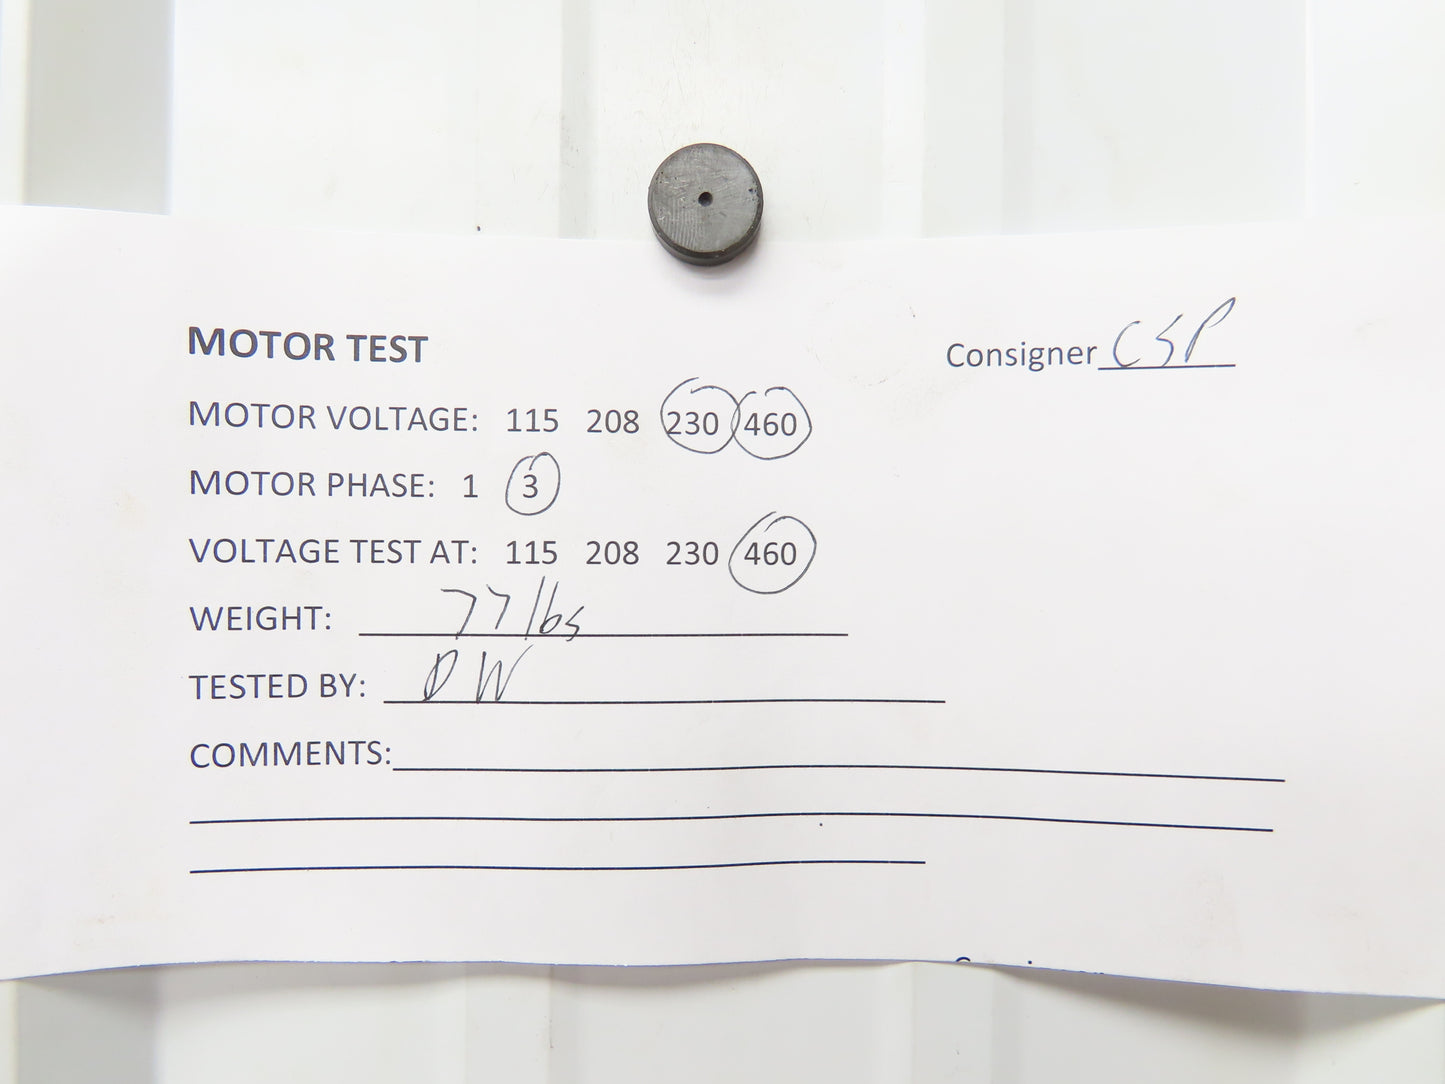 MOTOR TEST
Consigner CSP
MOTOR VOLTAGE: 115 208 230 460
MOTOR PHASE: 1 3
VOLTAGE TEST AT: 115 208 230 460
WEIGHT: 77 lbs
TESTED BY: DW
COMMENTS: